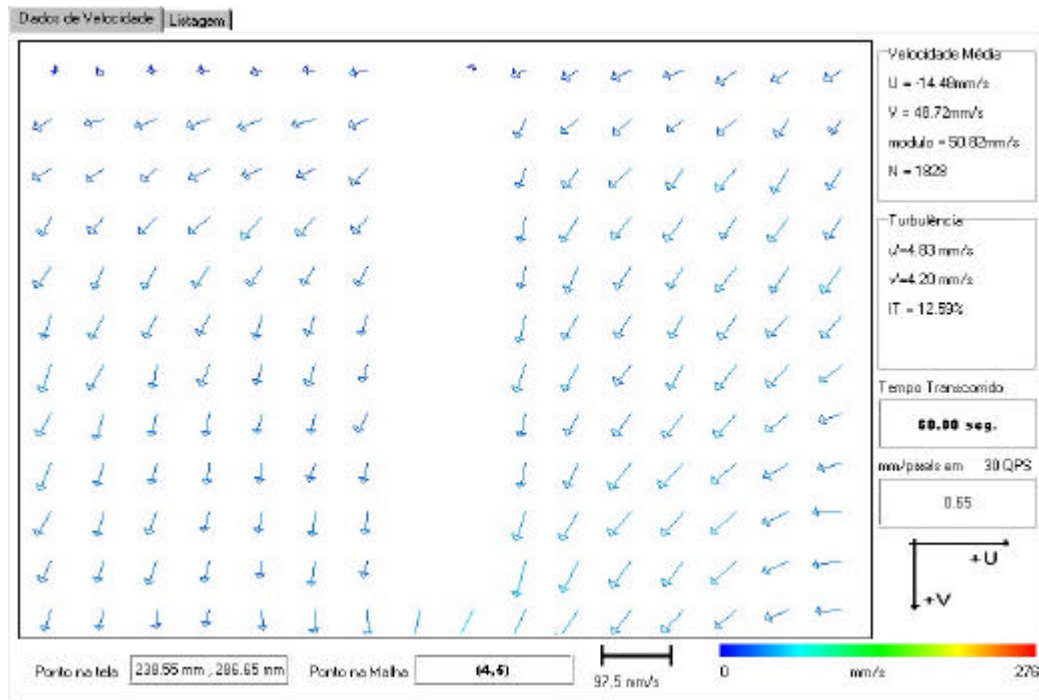 Dados de Velocidade Listagem
Velocidade Média
U = -14.48mm/s
V = 48.72mm/s
modulo = 50.82mm/s
N = 1828
Turbulência
u'=4.83 mm/s
v'=4.20 mm/s
IT = 12.59%
Tempo Transcorrido
60.00 seg.
mm/pixels em 30 QPS
0.65
+U
+V
Ponto na tela 238.55 mm , 286.65 mm Ponto na Malha (4,6) 97,5 mm/s
0 mm/s 276